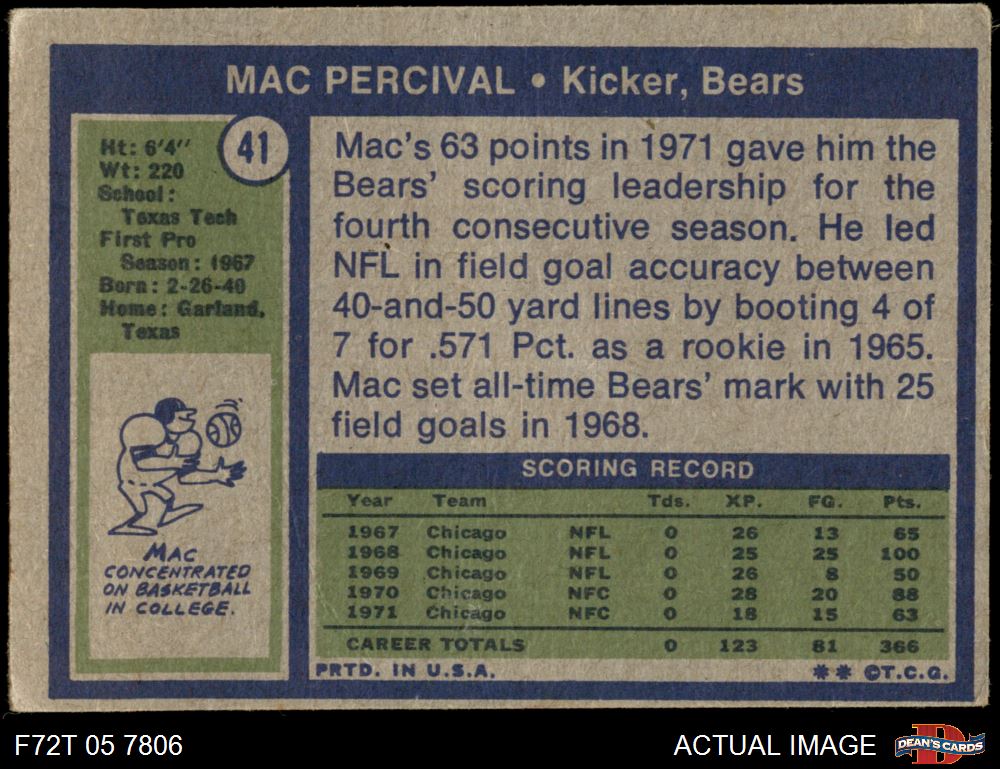 MAC PERCIVAL • Kicker, Bears
41
Ht: 6'4"
Wt: 220
School:
Texas Tech
First Pro
Season: 1967
Born: 2-26-40
Home: Garland,
Texas
MAC
CONCENTRATED
ON BASKETBALL
IN COLLEGE.
Mac's 63 points in 1971 gave him the
Bears' scoring leadership for the
fourth consecutive season. He led
NFL in field goal accuracy between
40-and-50 yard lines by booting 4 of
7 for .571 Pct. as a rookie in 1965.
Mac set all-time Bears' mark with 25
field goals in 1968.
SCORING RECORD
Year Team Tds. XP. FG. Pts.
1967 Chicago NFL 0 26 13 65
1968 Chicago NFL 0 25 25 100
1969 Chicago NFL 0 26 8 50
1970 Chicago NFC 0 28 20 88
1971 Chicago NFC 0 18 15 63
CAREER TOTALS 0 123 81 366
PRTD. IN U.S.A. ** ©T.C.G.
F72T 05 7806 ACTUAL IMAGE D DEAN'S CARDS